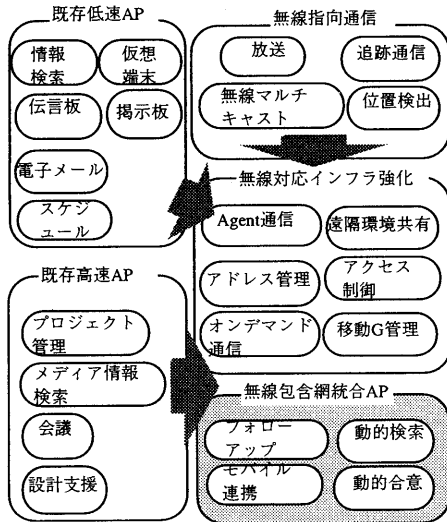 既存低速AP
情報
検索
仮想
端末
伝言板
掲示板
電子メール
スケジ
ュール
無線指向通信
放送
追跡通信
無線マルチ
キャスト
位置検出
無線対応インフラ強化
Agent通信
遠隔環境共有
アドレス管理
アクセス
制御
オンデマンド
通信
移動G管理
既存高速AP
プロジェクト
管理
メディア情報
検索
会議
設計支援
無線包含網統合AP
フォロー
アップ
動的検索
モバイル
連携
動的合意